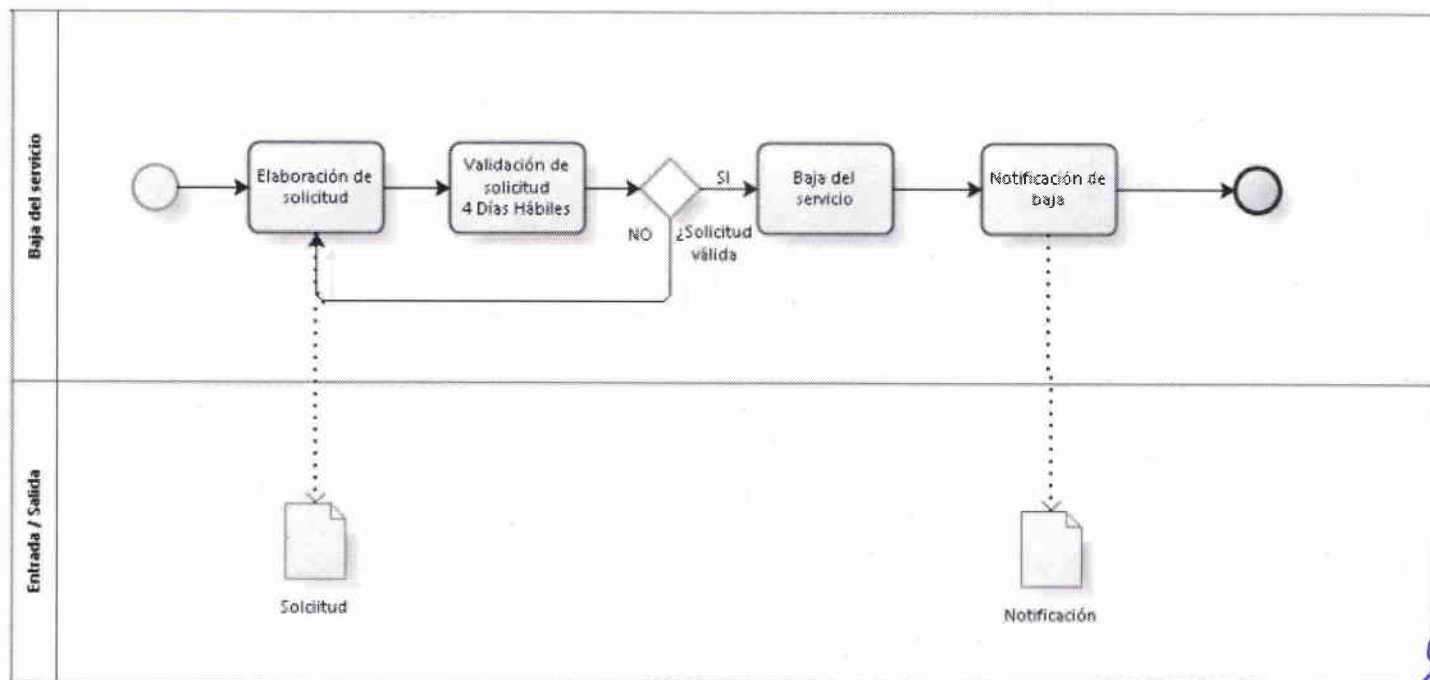 Baja del servicio
Elaboración de
solicitud
Validación de
solicitud
4 Días Hábiles
SI
NO
¿Solicitud
válida
Baja del
servicio
Notificación de
baja
Entrada / Salida
Solciitud
Notificación